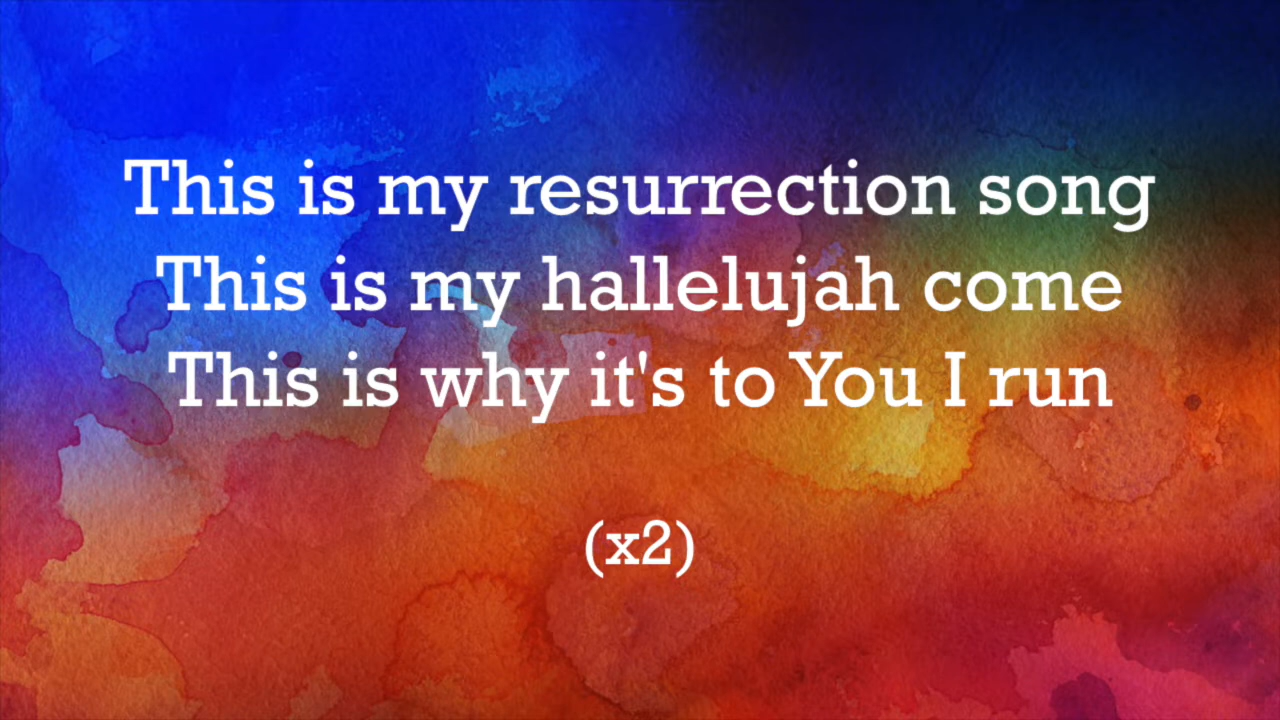 This is my resurrection song
This is my hallelujah come
This is why it's to You I run
(x2)